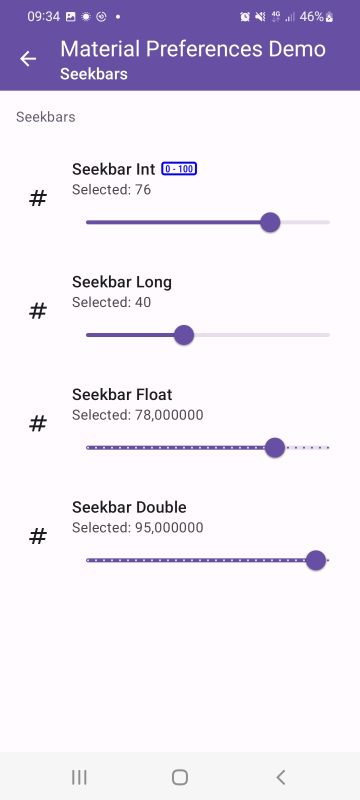 09:34 4G 46%
Material Preferences Demo
Seekbars
Seekbars
Seekbar Int 0 - 100
Selected: 76
Seekbar Long
Selected: 40
Seekbar Float
Selected: 78,000000
Seekbar Double
Selected: 95,000000